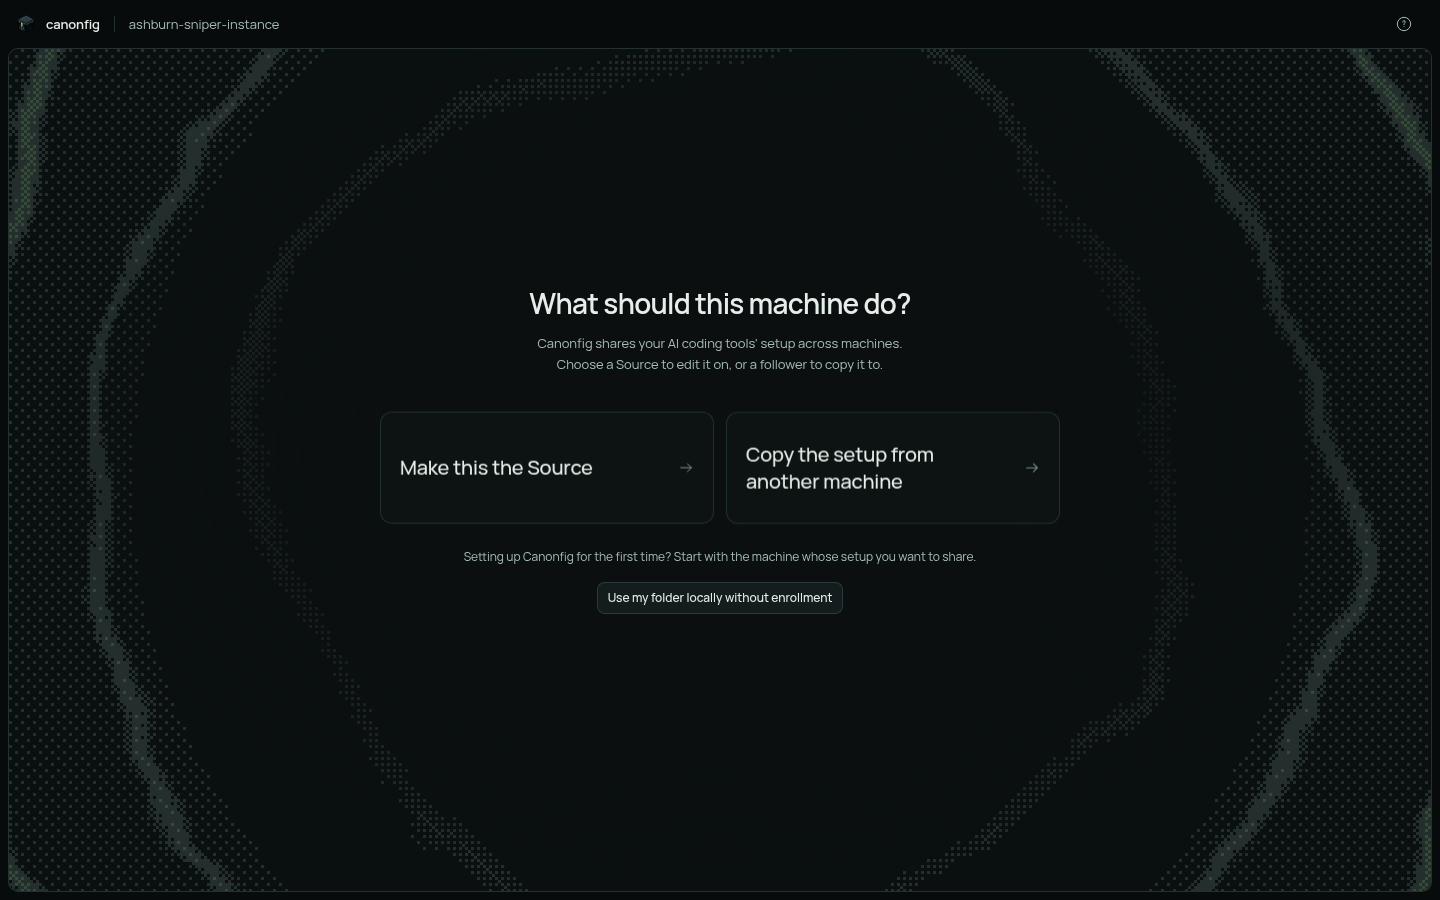 canonfig
ashburn-sniper-instance
What should this machine do?
Canonfig shares your AI coding tools' setup across machines.
Choose a Source to edit it on, or a follower to copy it to.
Make this the Source
Copy the setup from
another machine
Setting up Canonfig for the first time? Start with the machine whose setup you want to share.
Use my folder locally without enrollment